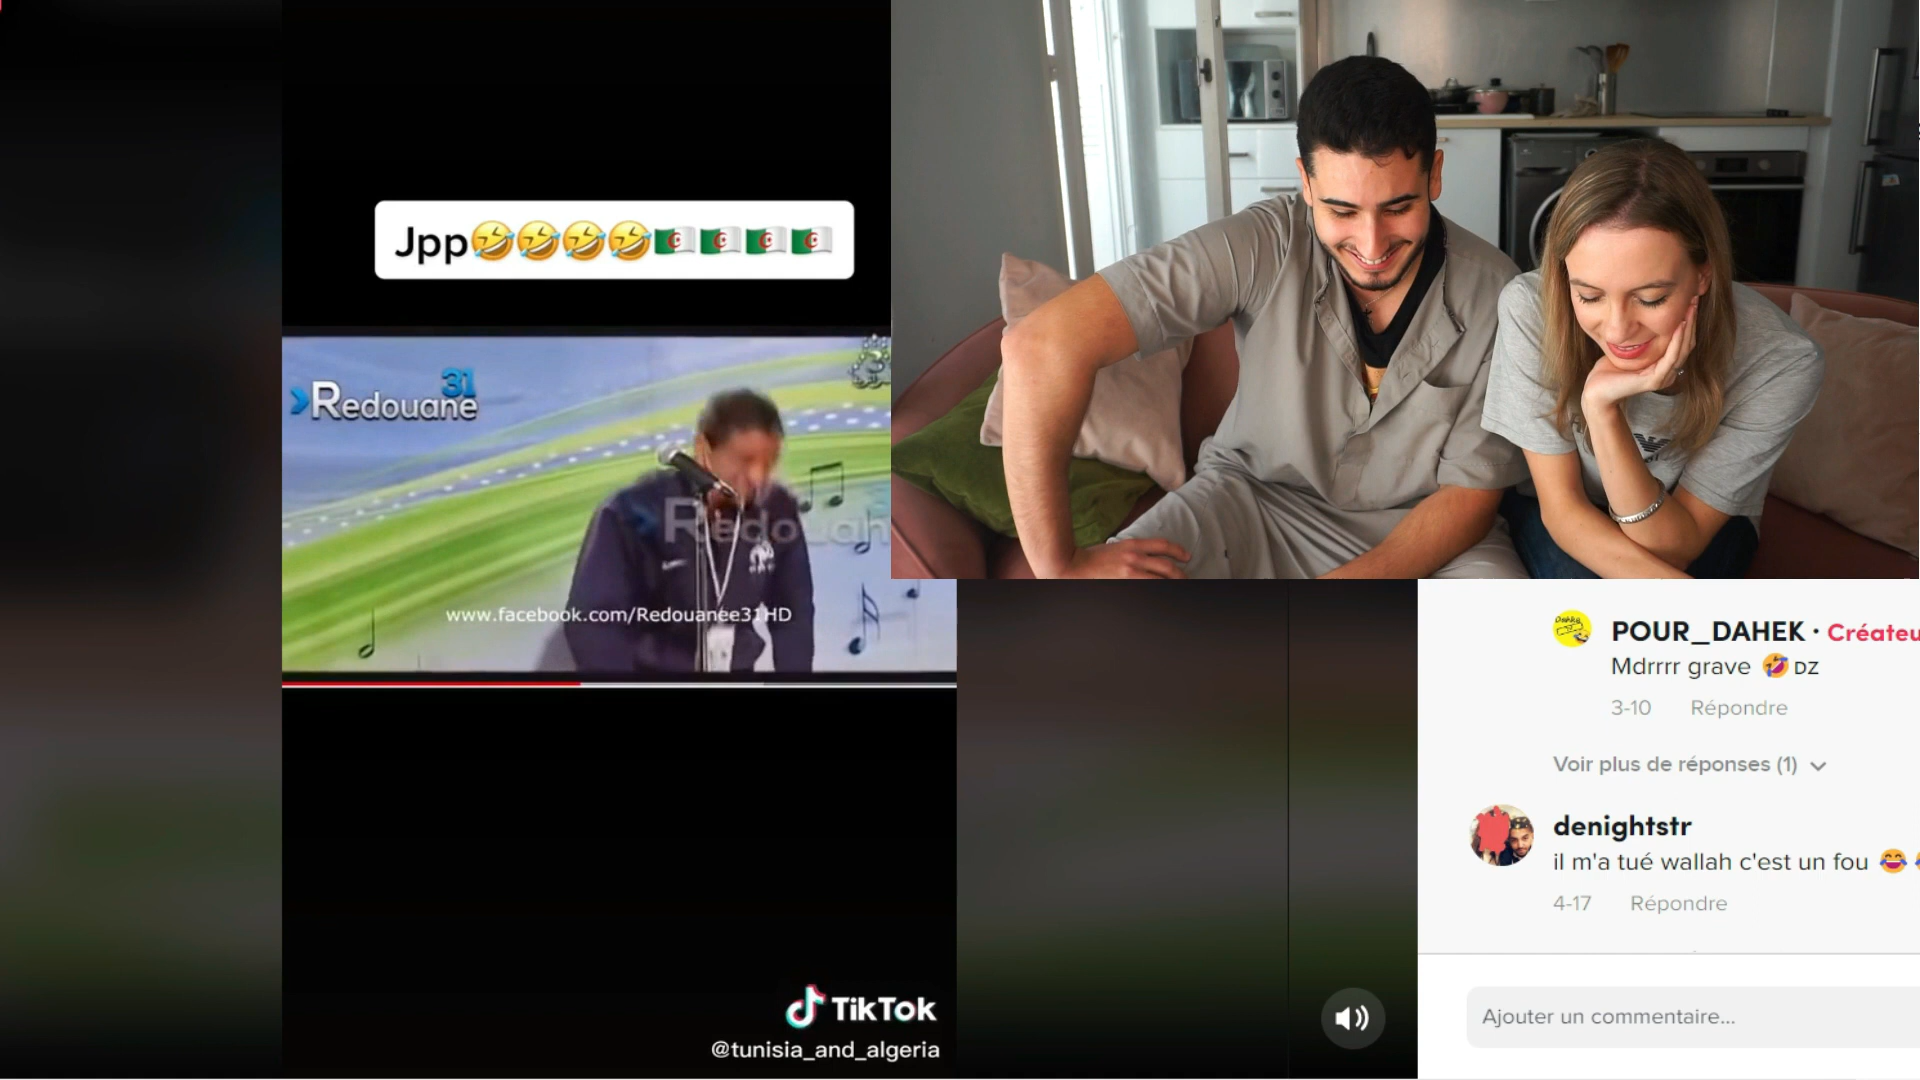 Jpp🤣🤣🤣🤣🇩🇿🇩🇿🇩🇿🇩🇿
Redouane
31
www.facebook.com/Redouanee31HD
TikTok
@tunisia_and_algeria
POUR_DAHEK · Créateu
Mdrrrr grave 🤣 DZ
3-10 Répondre
Voir plus de réponses (1)
denightstr
il m'a tué wallah c'est un fou 😂
4-17 Répondre
Ajouter un commentaire...